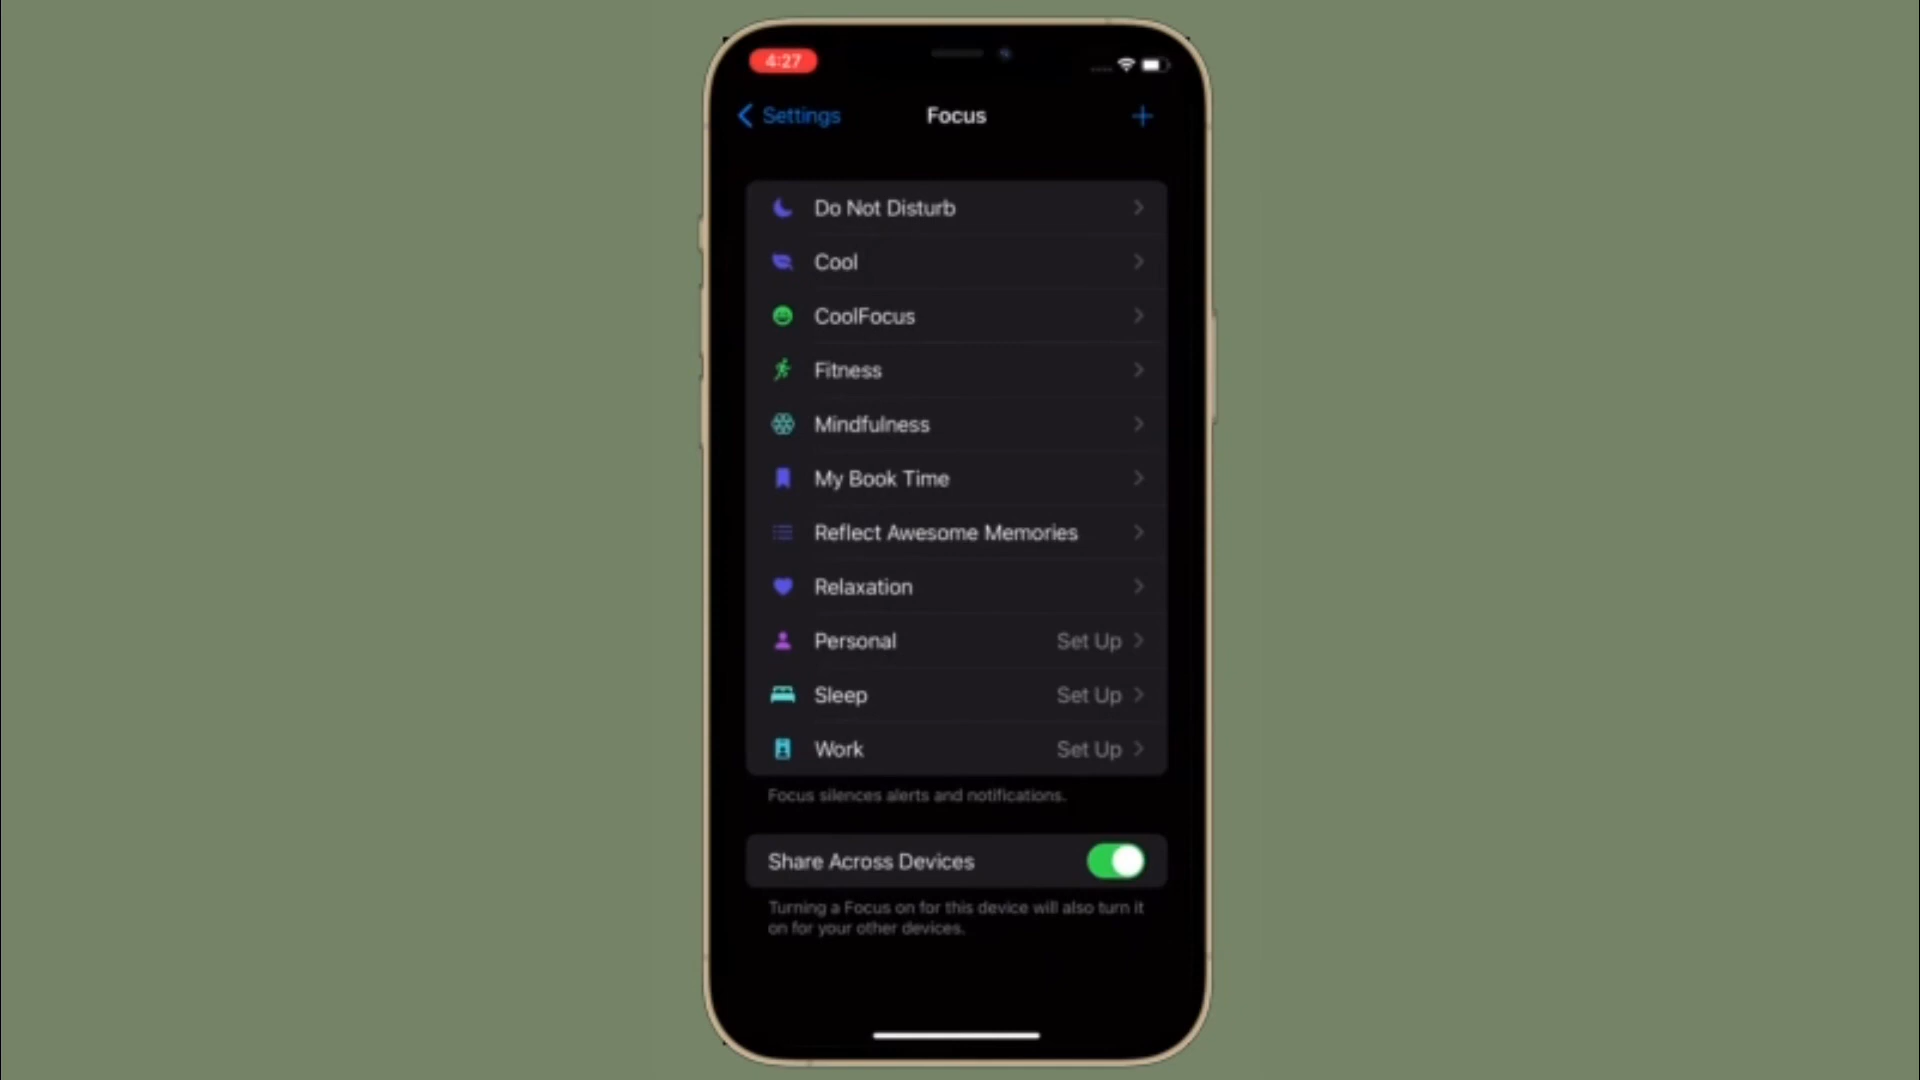 4:27
Settings
Focus
Do Not Disturb
Cool
CoolFocus
Fitness
Mindfulness
My Book Time
Reflect Awesome Memories
Relaxation
Personal Set Up
Sleep Set Up
Work Set Up
Focus silences alerts and notifications.
Share Across Devices
Turning a Focus on for this device will also turn it
on for your other devices.